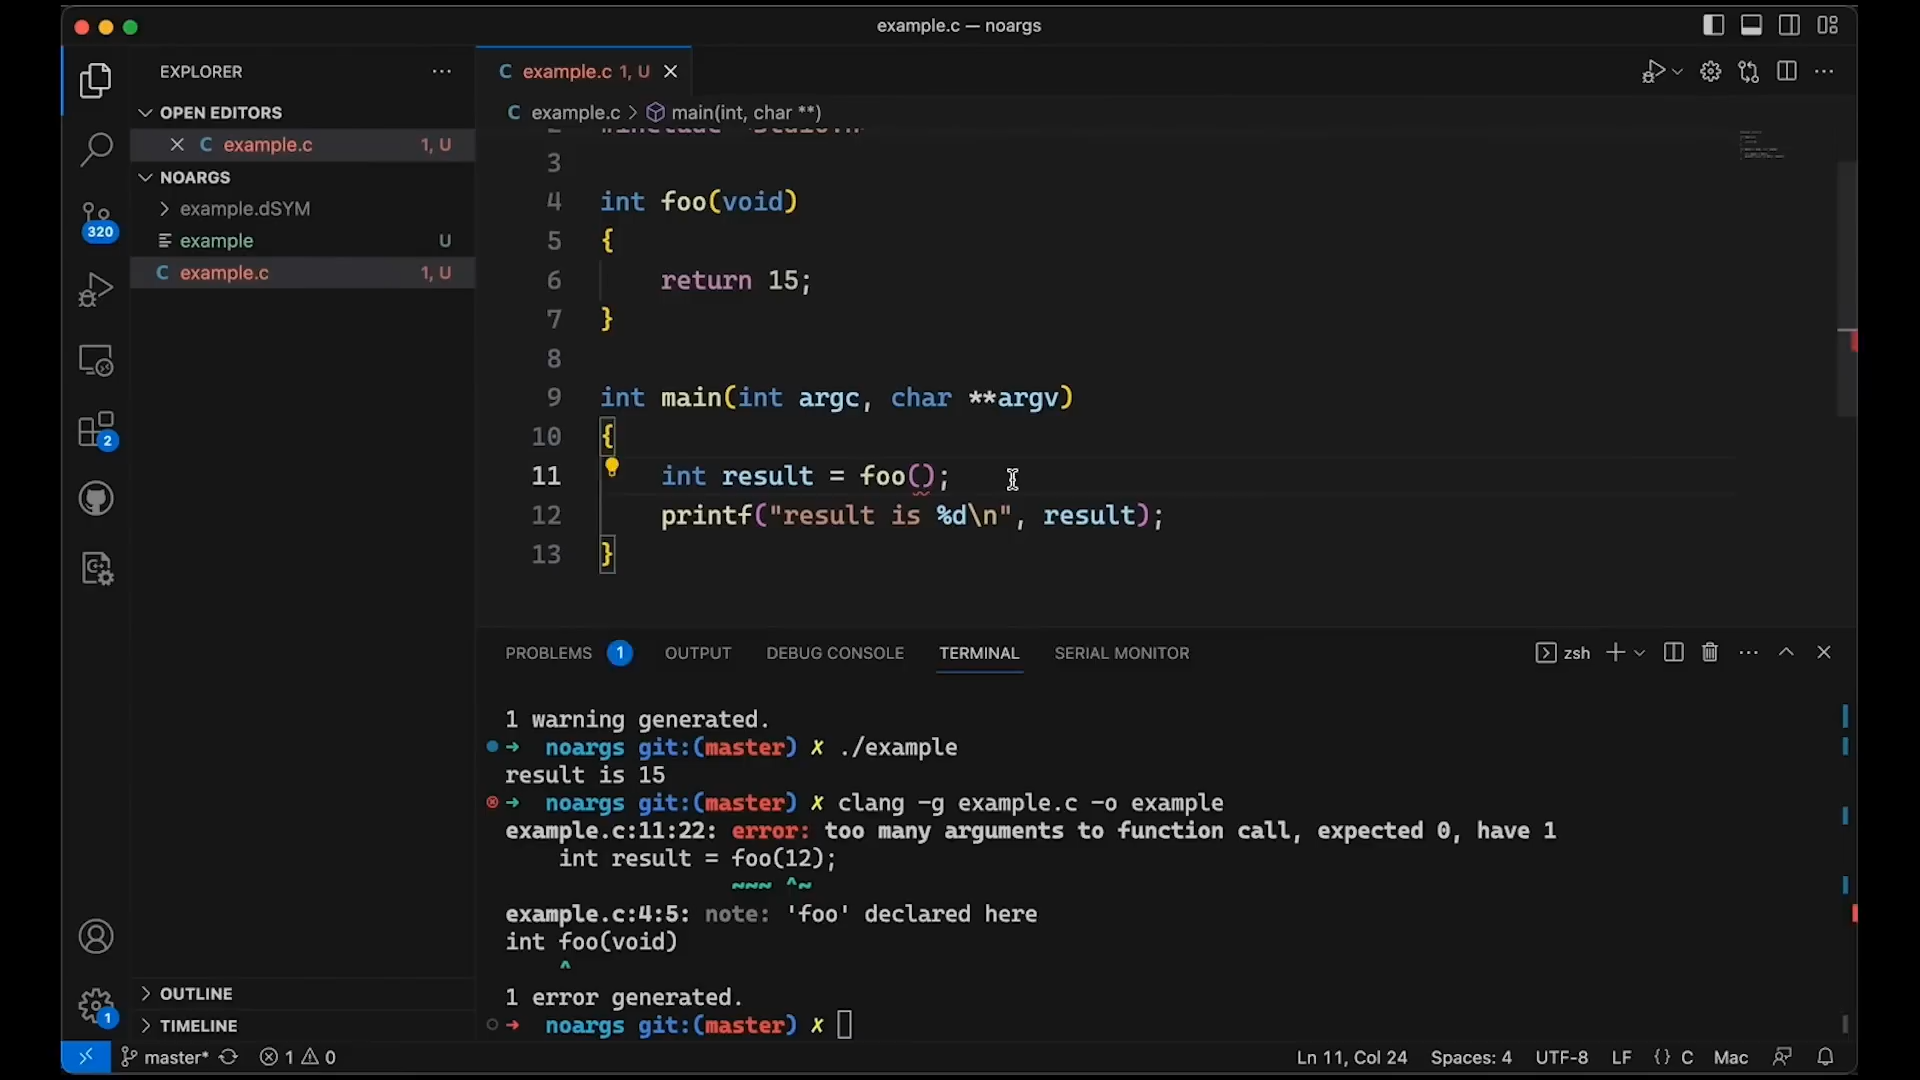 example.c — noargs
EXPLORER
OPEN EDITORS
example.c 1, U
NOARGS
example.dSYM
example U
example.c 1, U
320
2
1
OUTLINE
TIMELINE
C example.c 1, U
C example.c > main(int, char **)
2 #include <stdio.h>
3
4 int foo(void)
5 {
6 return 15;
7 }
8
9 int main(int argc, char **argv)
10 {
11 int result = foo();
12 printf("result is %d\n", result);
13 }
PROBLEMS 1 OUTPUT DEBUG CONSOLE TERMINAL SERIAL MONITOR zsh
1 warning generated.
➜ noargs git:(master) ✗ ./example
result is 15
➜ noargs git:(master) ✗ clang -g example.c -o example
example.c:11:22: error: too many arguments to function call, expected 0, have 1
int result = foo(12);
~~~ ^~
example.c:4:5: note: 'foo' declared here
int foo(void)
^
1 error generated.
➜ noargs git:(master) ✗
master* 1 0 Ln 11, Col 24 Spaces: 4 UTF-8 LF {} C Mac